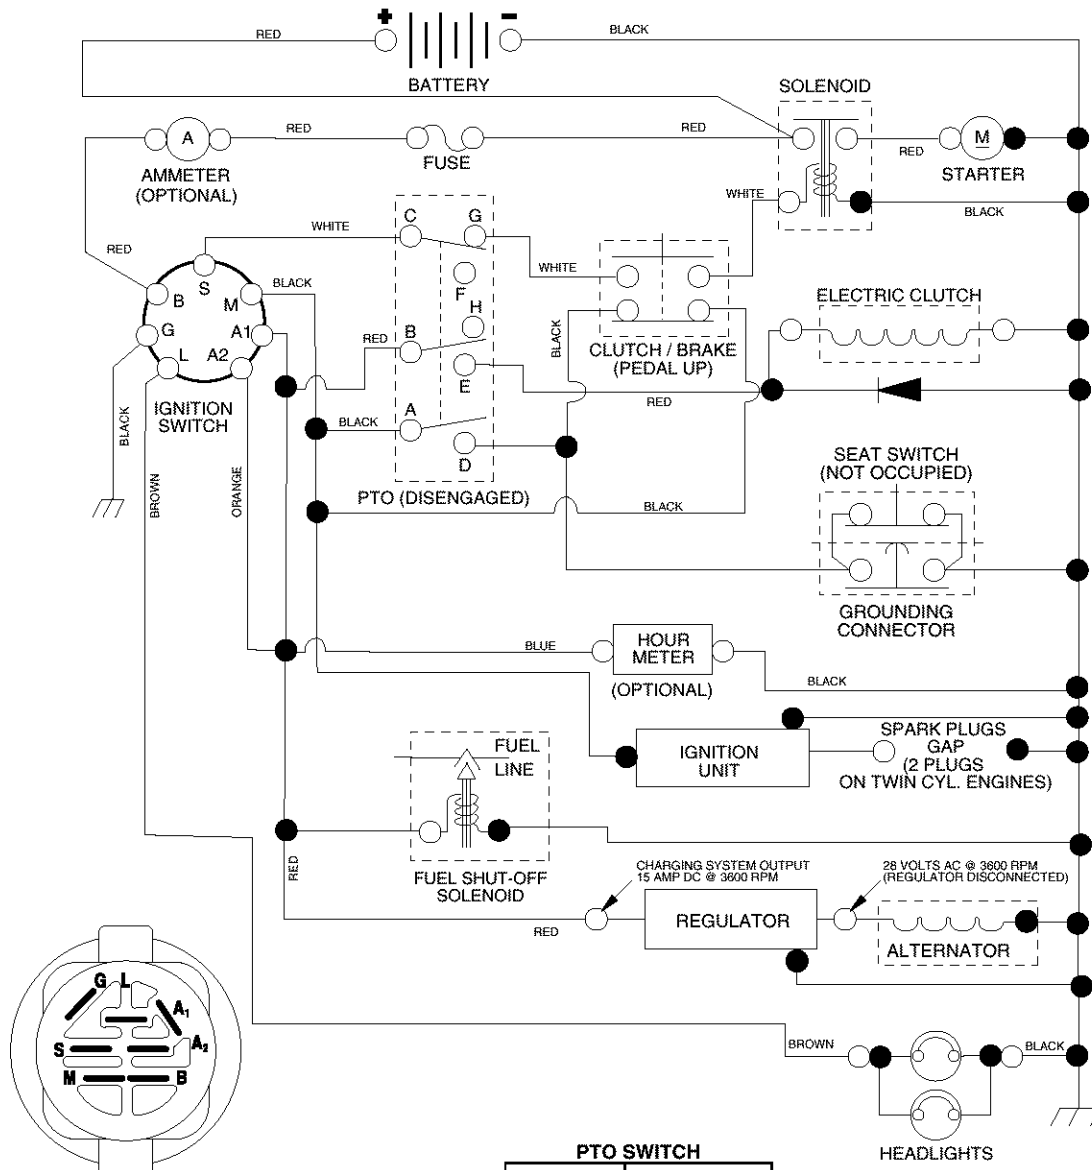 + -
RED
BLACK
BATTERY
SOLENOID
A
RED
RED
RED
M
AMMETER
(OPTIONAL)
FUSE
STARTER
WHITE
BLACK
RED
WHITE
C G
WHITE
F
S
B M
BLACK
G A1
L A2
IGNITION
SWITCH
H
RED B
E
BLACK
CLUTCH / BRAKE
(PEDAL UP)
ELECTRIC CLUTCH
RED
BLACK
BROWN
ORANGE
BLACK A
D
PTO (DISENGAGED)
BLACK
SEAT SWITCH
(NOT OCCUPIED)
GROUNDING
CONNECTOR
BLUE
HOUR
METER
(OPTIONAL)
BLACK
IGNITION
UNIT
SPARK PLUGS
GAP
(2 PLUGS
ON TWIN CYL. ENGINES)
FUEL
LINE
FUEL SHUT-OFF
SOLENOID
RED
CHARGING SYSTEM OUTPUT
15 AMP DC @ 3600 RPM
28 VOLTS AC @ 3600 RPM
(REGULATOR DISCONNECTED)
RED
REGULATOR
ALTERNATOR
G L
A1
A2
S
M B
BROWN
BLACK
HEADLIGHTS
PTO SWITCH